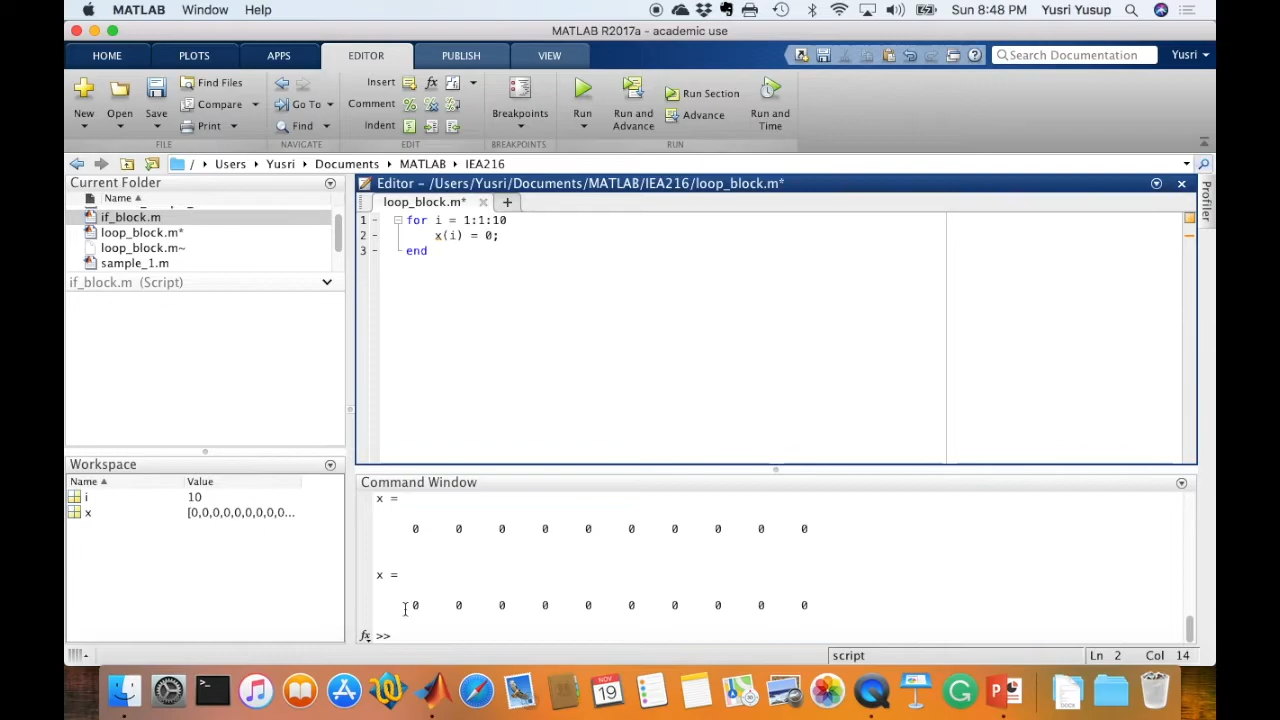 MATLAB Window Help Sun 8:48 PM Yusri Yusup
MATLAB R2017a - academic use
HOME PLOTS APPS EDITOR PUBLISH VIEW Search Documentation Yusri
New Open Save Find Files Compare Print Go To Find Insert fx Comment Indent Breakpoints Run Run and Advance Run Section Advance Run and Time
FILE NAVIGATE EDIT BREAKPOINTS RUN
/ Users Yusri Documents MATLAB IEA216
Current Folder
Name
if_block.m
loop_block.m*
loop_block.m~
sample_1.m
if_block.m (Script)
Workspace
Name Value
i 10
x [0,0,0,0,0,0,0,0,0...
Editor - /Users/Yusri/Documents/MATLAB/IEA216/loop_block.m*
loop_block.m*
1 for i = 1:1:10
2 x(i) = 0;
3 end
Profiler
Command Window
x =
0 0 0 0 0 0 0 0 0 0
x =
0 0 0 0 0 0 0 0 0 0
fx >>
script Ln 2 Col 14
NOV
19
DOCX